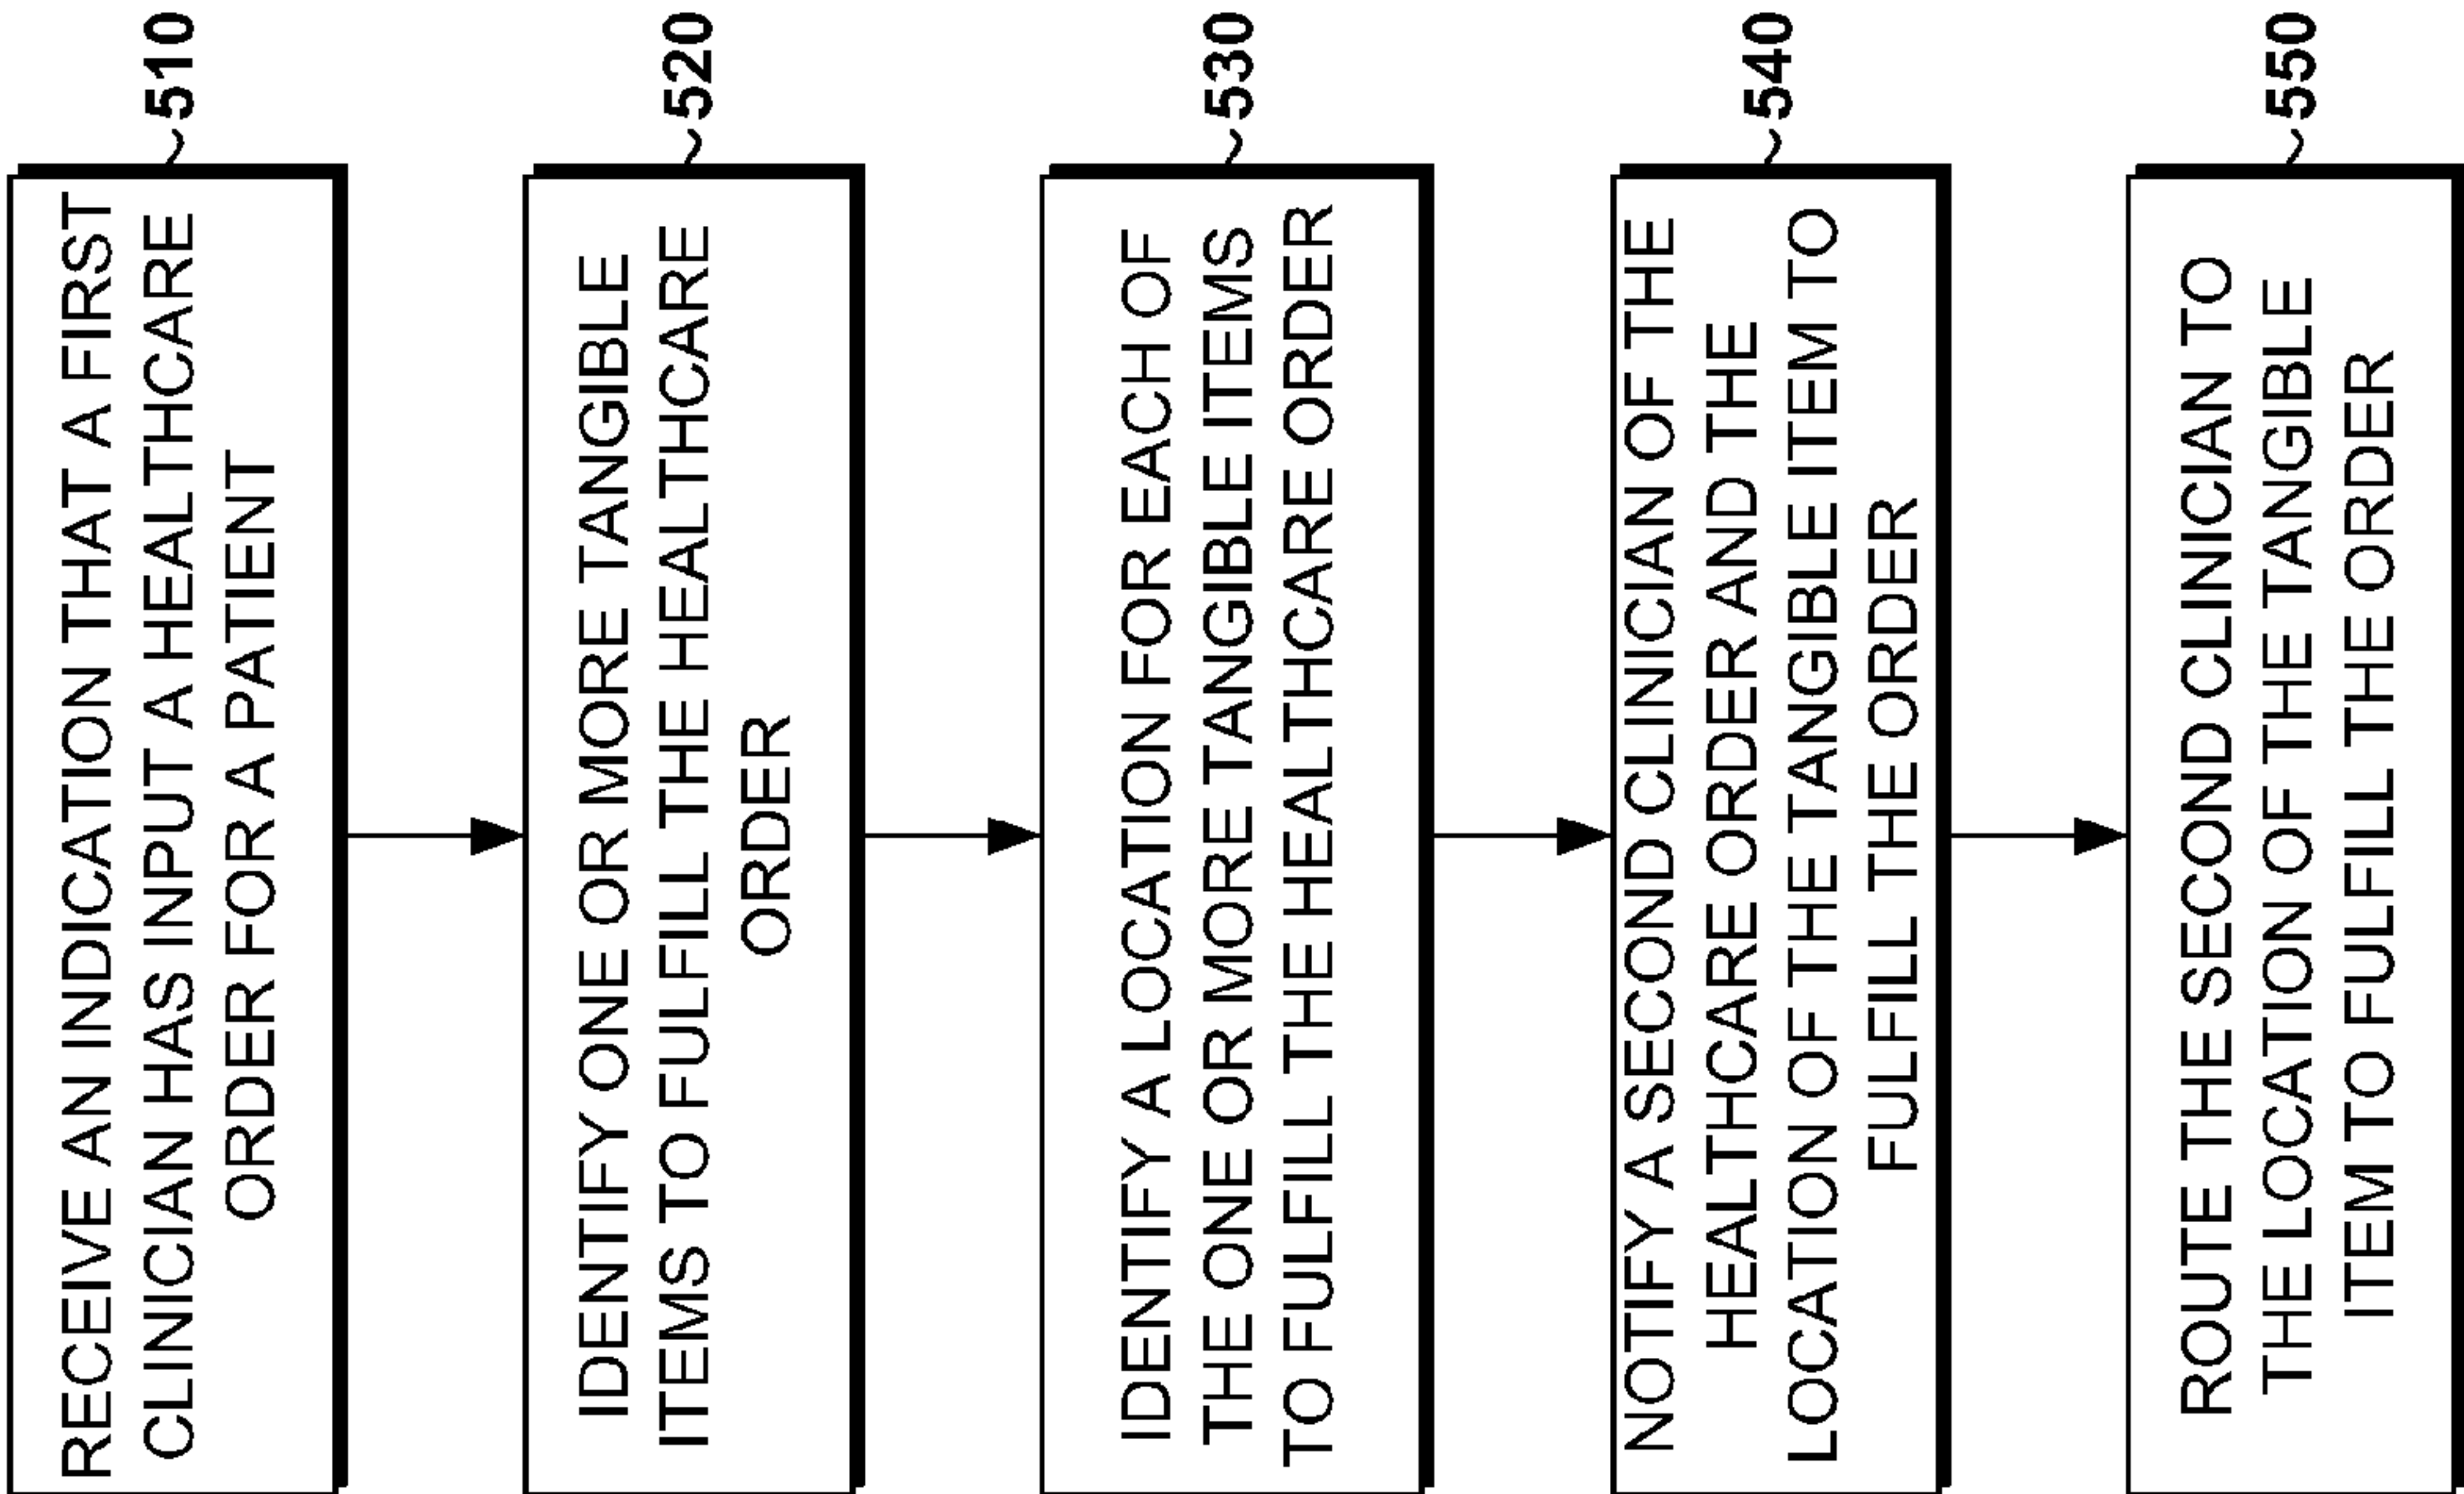 RECEIVE AN INDICATION THAT A FIRST
CLINICIAN HAS INPUT A HEALTHCARE
ORDER FOR A PATIENT
~510
IDENTIFY ONE OR MORE TANGIBLE
ITEMS TO FULFILL THE HEALTHCARE
ORDER
~520
IDENTIFY A LOCATION FOR EACH OF
THE ONE OR MORE TANGIBLE ITEMS
TO FULFILL THE HEALTHCARE ORDER
~530
NOTIFY A SECOND CLINICIAN OF THE
HEALTHCARE ORDER AND THE
LOCATION OF THE TANGIBLE ITEM TO
FULFILL THE ORDER
~540
ROUTE THE SECOND CLINICIAN TO
THE LOCATION OF THE TANGIBLE
ITEM TO FULFILL THE ORDER
~550